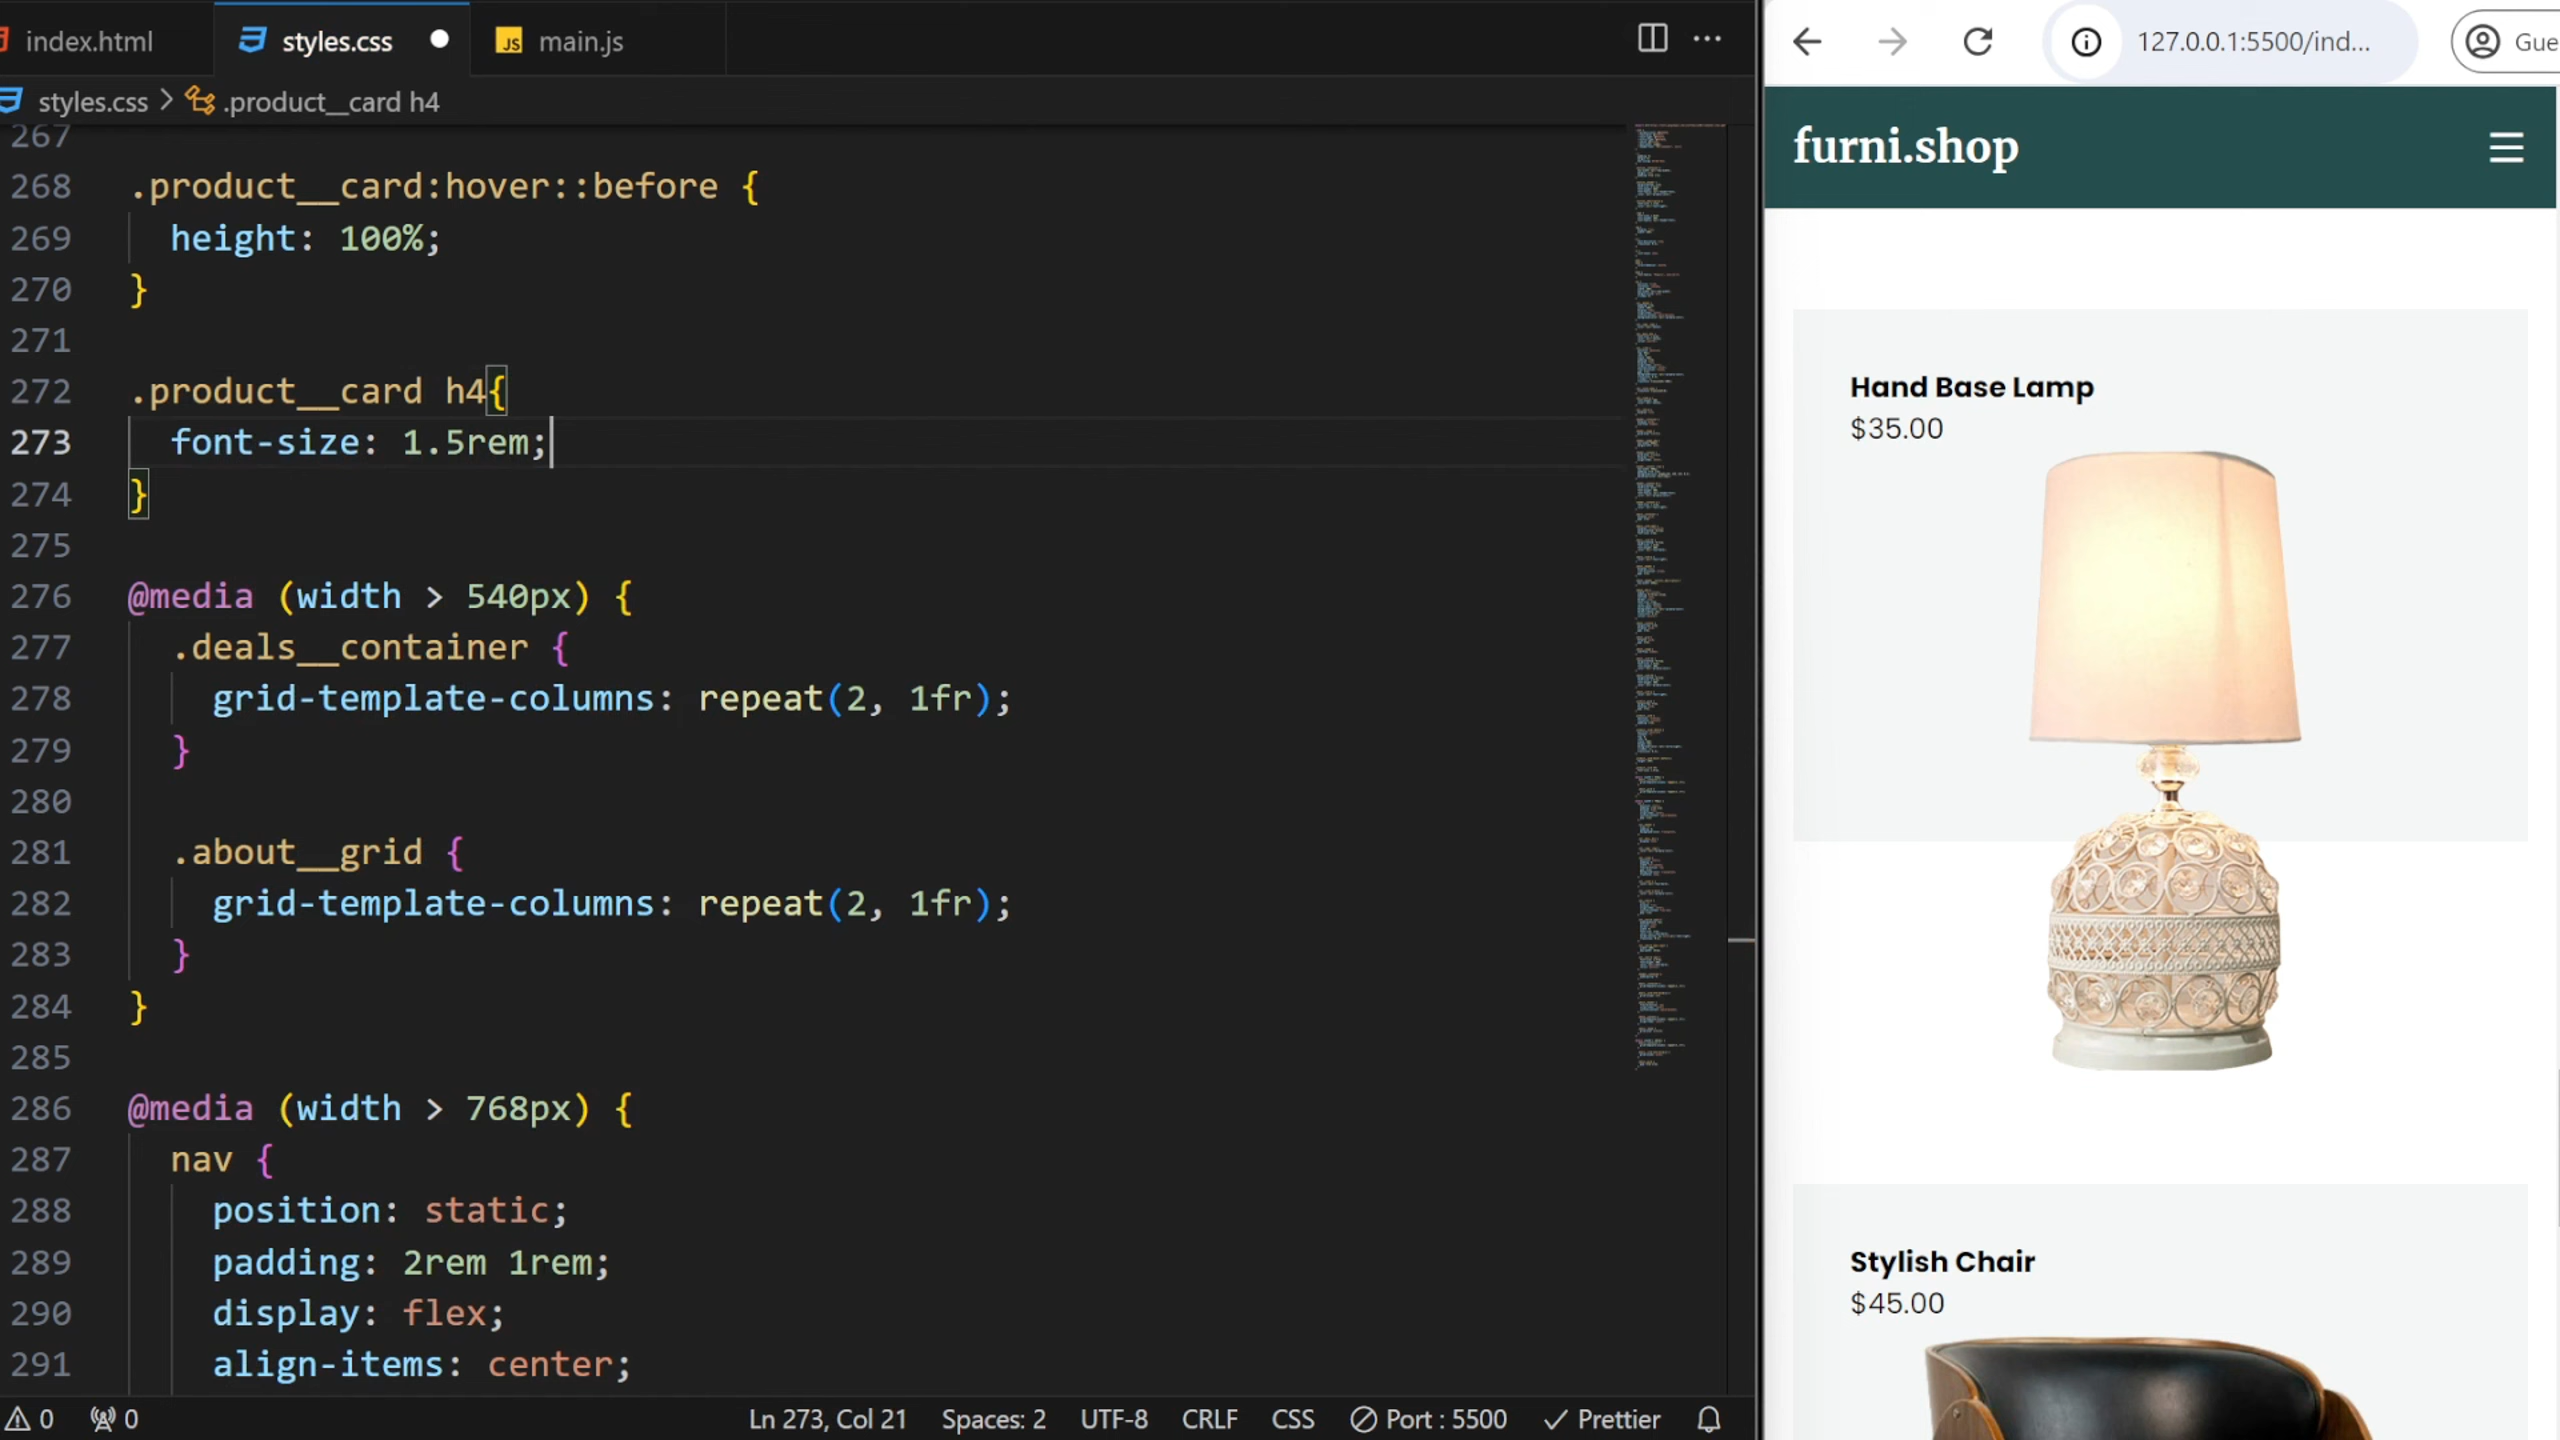 index.html
styles.css
JS main.js
styles.css > .product__card h4
267
268 .product__card:hover::before {
269 height: 100%;
270 }
271
272 .product__card h4{
273 font-size: 1.5rem;
274 }
275
276 @media (width > 540px) {
277 .deals__container {
278 grid-template-columns: repeat(2, 1fr);
279 }
280
281 .about__grid {
282 grid-template-columns: repeat(2, 1fr);
283 }
284 }
285
286 @media (width > 768px) {
287 nav {
288 position: static;
289 padding: 2rem 1rem;
290 display: flex;
291 align-items: center;
0 0 Ln 273, Col 21 Spaces: 2 UTF-8 CRLF CSS Port : 5500 Prettier
127.0.0.1:5500/ind...
Gue
furni.shop
Hand Base Lamp
$35.00
Stylish Chair
$45.00